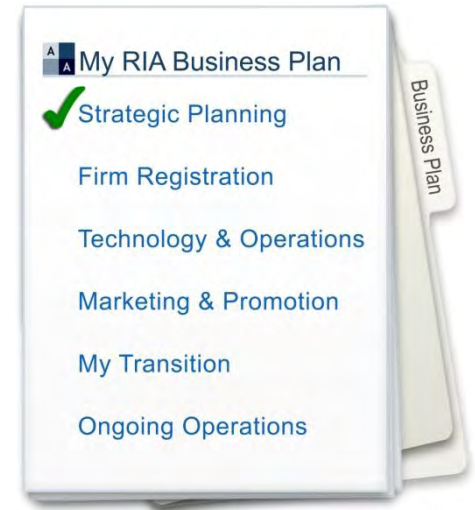 A
A
My RIA Business Plan
Strategic Planning
Firm Registration
Technology & Operations
Marketing & Promotion
My Transition
Ongoing Operations
Business Plan